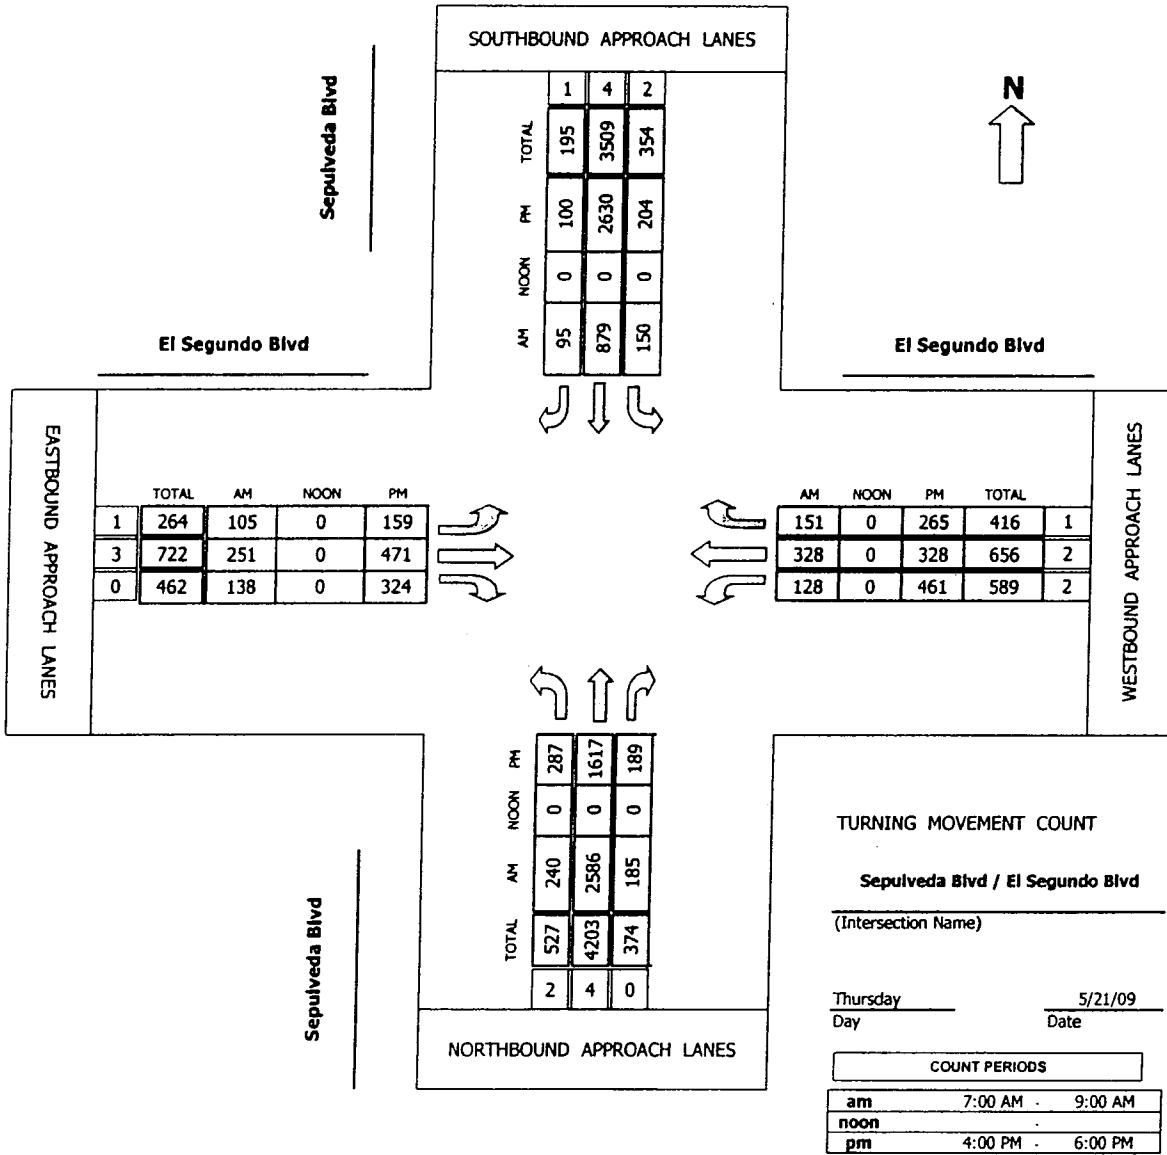 SOUTHBOUND APPROACH LANES
1 4 2
TOTAL 195 3509 354
PM 100 2630 204
NOON 0 0 0
AM 95 879 150
Sepulveda Blvd
N
El Segundo Blvd
El Segundo Blvd
EASTBOUND APPROACH LANES
TOTAL AM NOON PM
1 264 105 0 159
3 722 251 0 471
0 462 138 0 324
AM NOON PM TOTAL
151 0 265 416 1
328 0 328 656 2
128 0 461 589 2
WESTBOUND APPROACH LANES
PM 287 1617 189
NOON 0 0 0
AM 240 2586 185
TOTAL 527 4203 374
2 4 0
NORTHBOUND APPROACH LANES
Sepulveda Blvd
TURNING MOVEMENT COUNT
Sepulveda Blvd / El Segundo Blvd
(Intersection Name)
Thursday 5/21/09
Day Date
COUNT PERIODS
am 7:00 AM - 9:00 AM
noon -
pm 4:00 PM - 6:00 PM